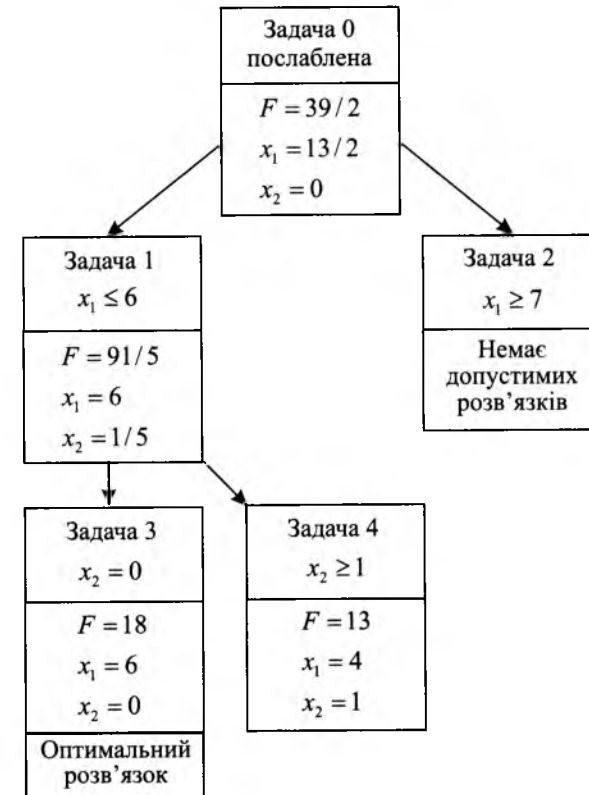 Задача 0
послаблена
F = 39/2
x₁ = 13/2
x₂ = 0
Задача 1
x₁ ≤ 6
F = 91/5
x₁ = 6
x₂ = 1/5
Задача 2
x₁ ≥ 7
Немає
допустимих
розв'язків
Задача 3
x₂ = 0
F = 18
x₁ = 6
x₂ = 0
Оптимальний
розв'язок
Задача 4
x₂ ≥ 1
F = 13
x₁ = 4
x₂ = 1